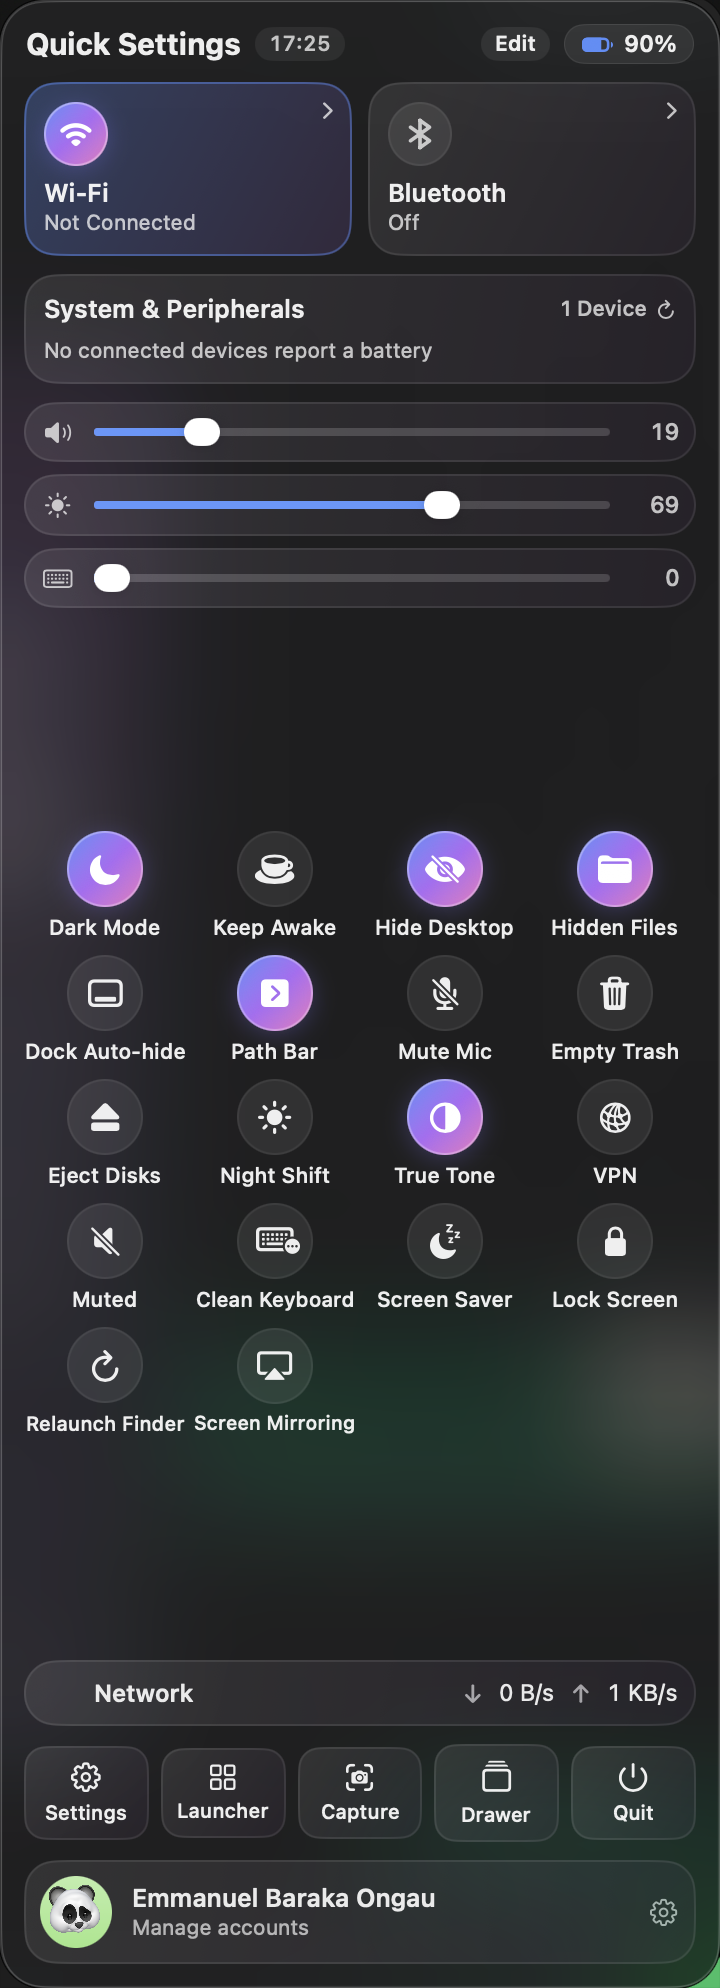 Quick Settings 17:25 Edit 90%
Wi-Fi
Not Connected
Bluetooth
Off
System & Peripherals 1 Device
No connected devices report a battery
19
69
0
Dark Mode Keep Awake Hide Desktop Hidden Files
Dock Auto-hide Path Bar Mute Mic Empty Trash
Eject Disks Night Shift True Tone VPN
Muted Clean Keyboard Screen Saver Lock Screen
Relaunch Finder Screen Mirroring
Network ↓ 0 B/s ↑ 1 KB/s
Settings Launcher Capture Drawer Quit
Emmanuel Baraka Ongau
Manage accounts